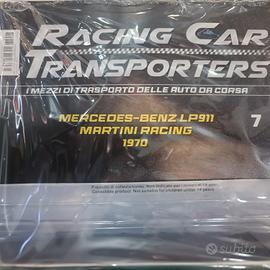 RACING CAR
TRANSPORTERS
I MEZZI DI TRASPORTO DELLE AUTO DA CORSA
MERCEDES-BENZ LP911
MARTINI RACING
1970
7
subito